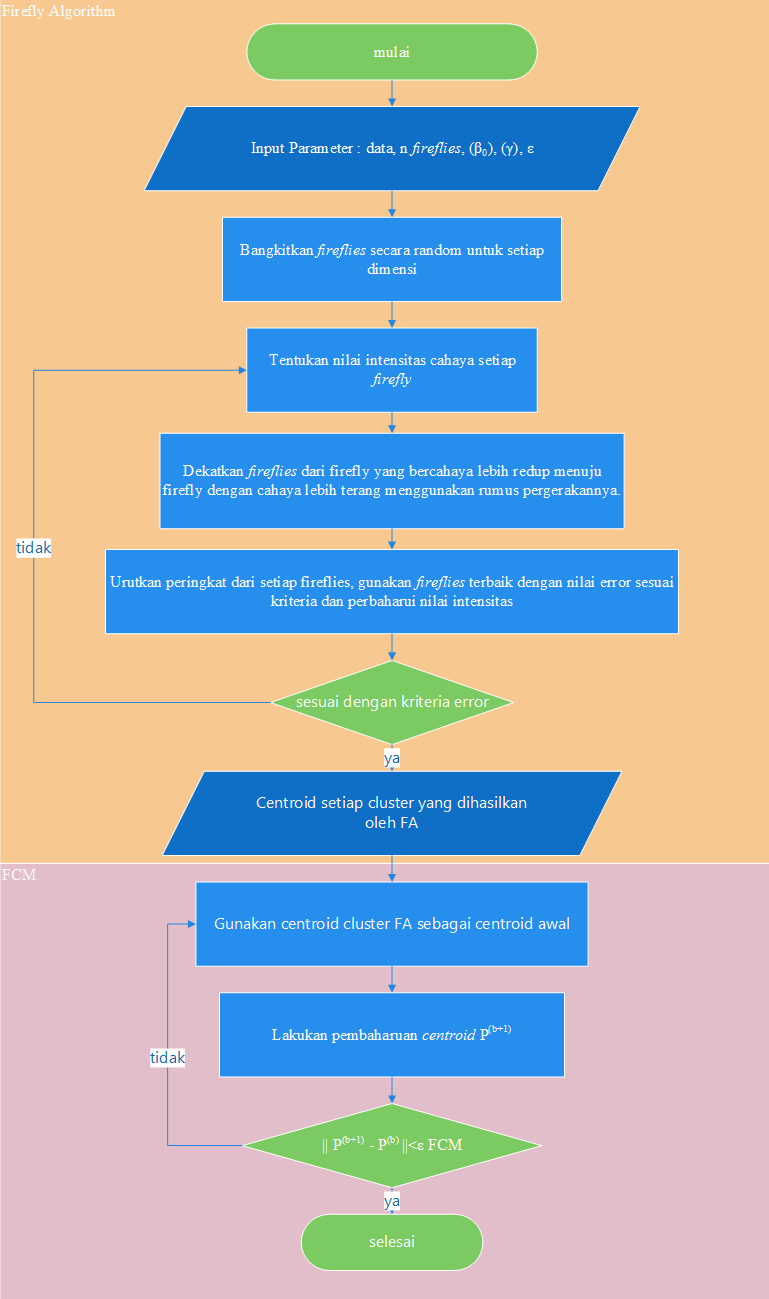 Firefly Algorithm
mulai
Input Parameter : data, n fireflies, (β₀), (γ), ε
Bangkitkan fireflies secara random untuk setiap
dimensi
Tentukan nilai intensitas cahaya setiap
firefly
Dekatkan fireflies dari firefly yang bercahaya lebih redup menuju
firefly dengan cahaya lebih terang menggunakan rumus pergerakannya.
tidak
Urutkan peringkat dari setiap fireflies, gunakan fireflies terbaik dengan nilai error sesuai
kriteria dan perbaharui nilai intensitas
sesuai dengan kriteria error
ya
Centroid setiap cluster yang dihasilkan
oleh FA
FCM
Gunakan centroid cluster FA sebagai centroid awal
Lakukan pembaharuan centroid P⁽ᵇ⁺¹⁾
tidak
|| P⁽ᵇ⁺¹⁾ - P⁽ᵇ⁾ ||<ε FCM
ya
selesai